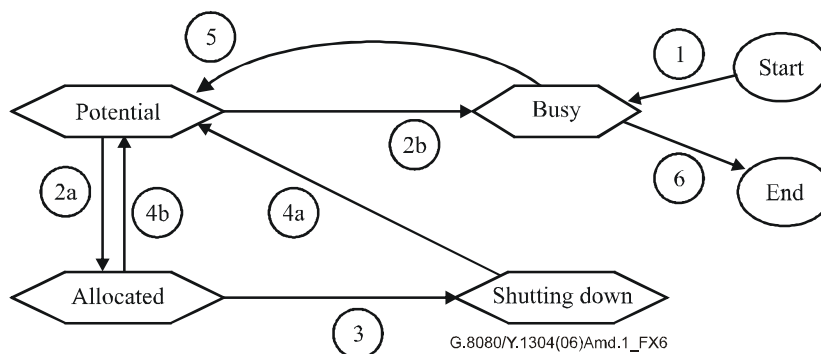 5
1
Start
Potential
Busy
2b
2a
4b
4a
6
End
Allocated
Shutting down
3
G.8080/Y.1304(06)Amd.1_FX6